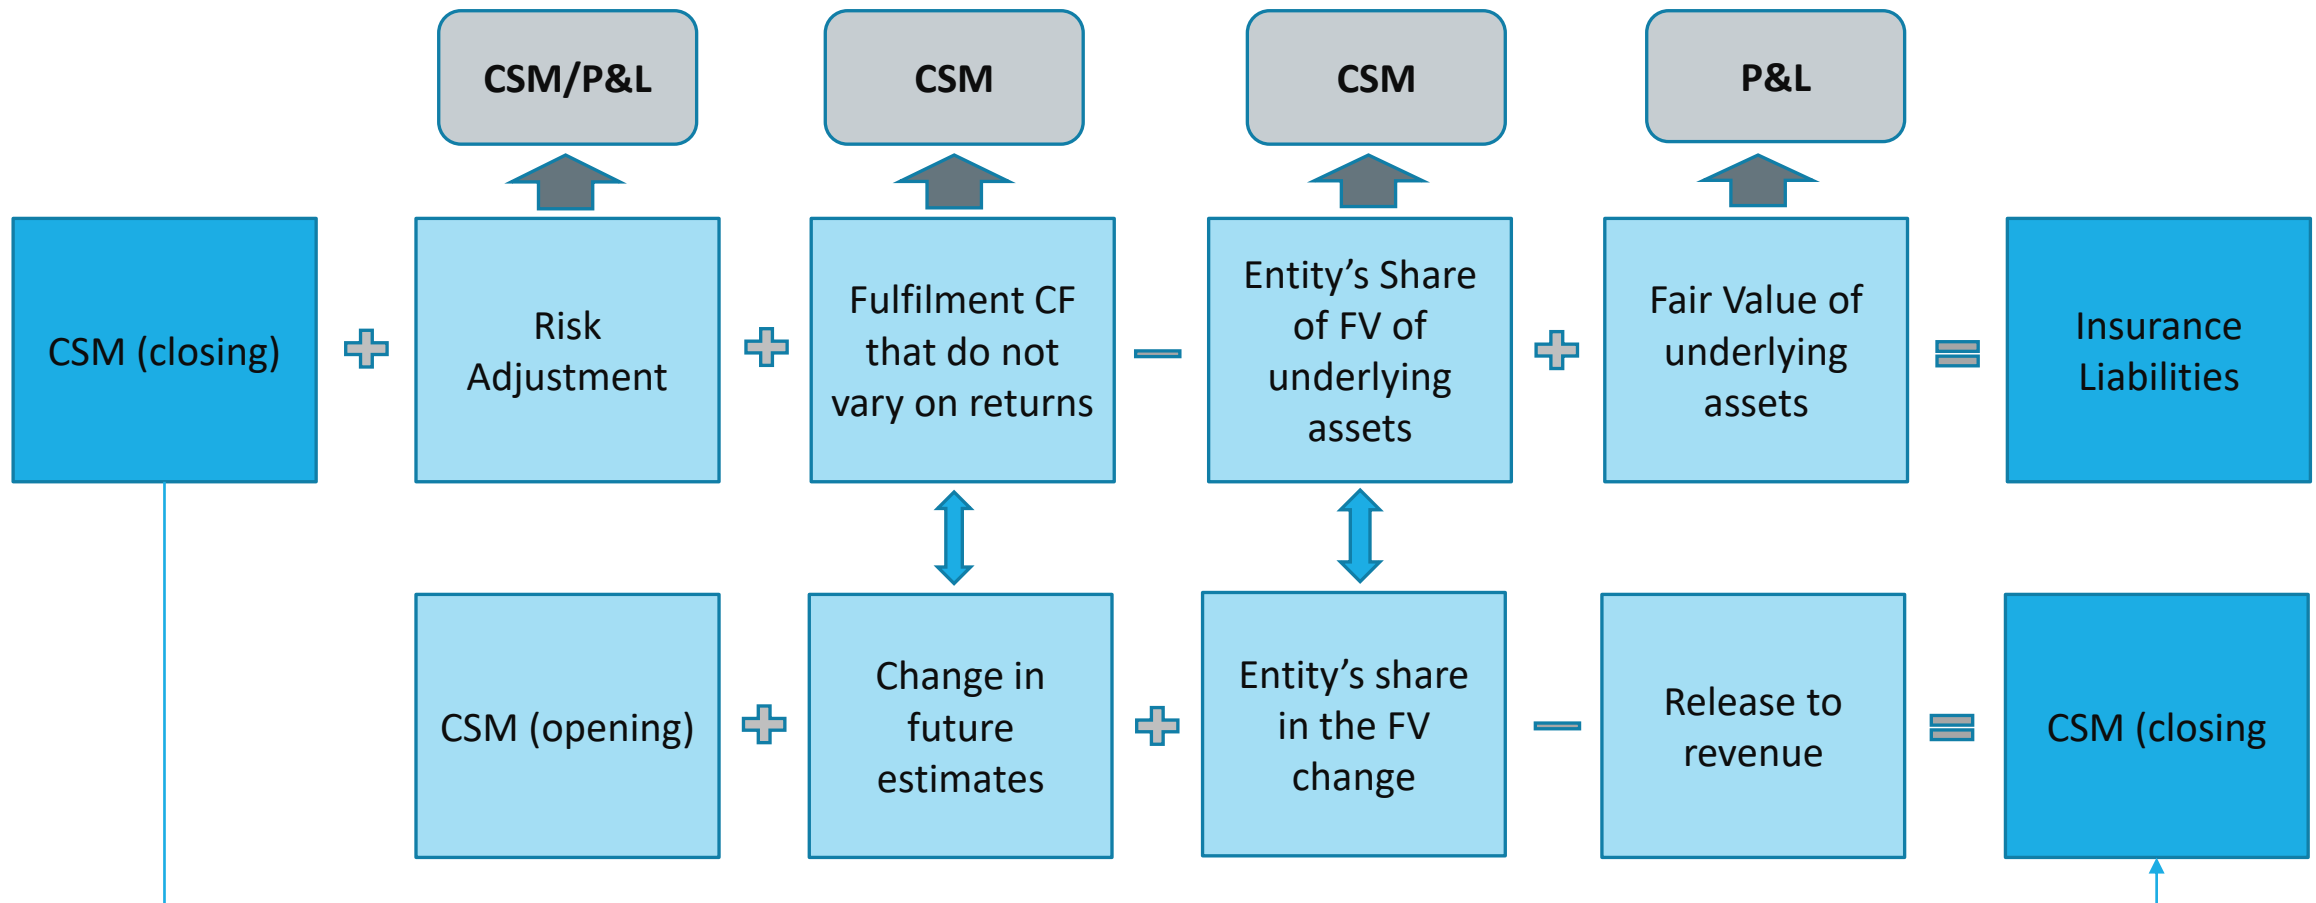 CSM/P&L
CSM
CSM
P&L
CSM (closing)
Risk
Adjustment
Fulfilment CF
that do not
vary on returns
Entity’s Share
of FV of
underlying
assets
Fair Value of
underlying
assets
Insurance
Liabilities
CSM (opening)
Change in
future
estimates
Entity’s share
in the FV
change
Release to
revenue
CSM (closing